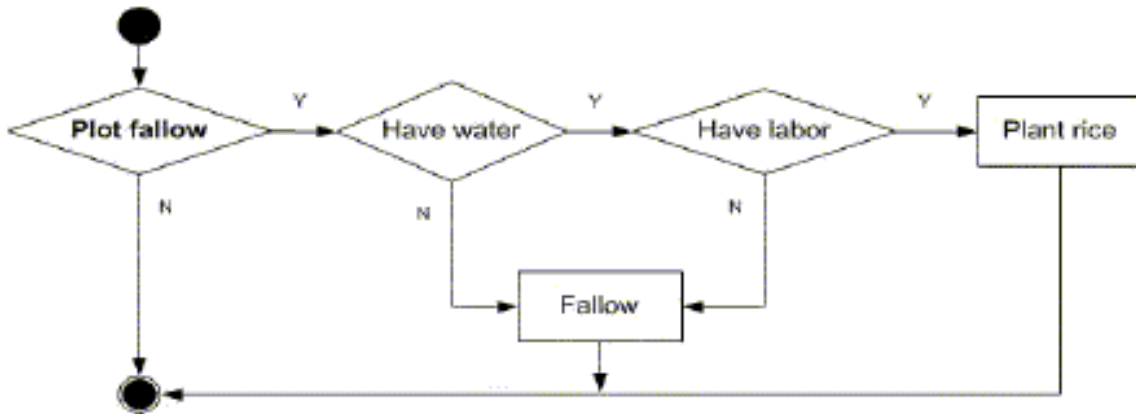 Y
Y
Y
Plot fallow
Have water
Have labor
Plant rice
N
N
N
Fallow